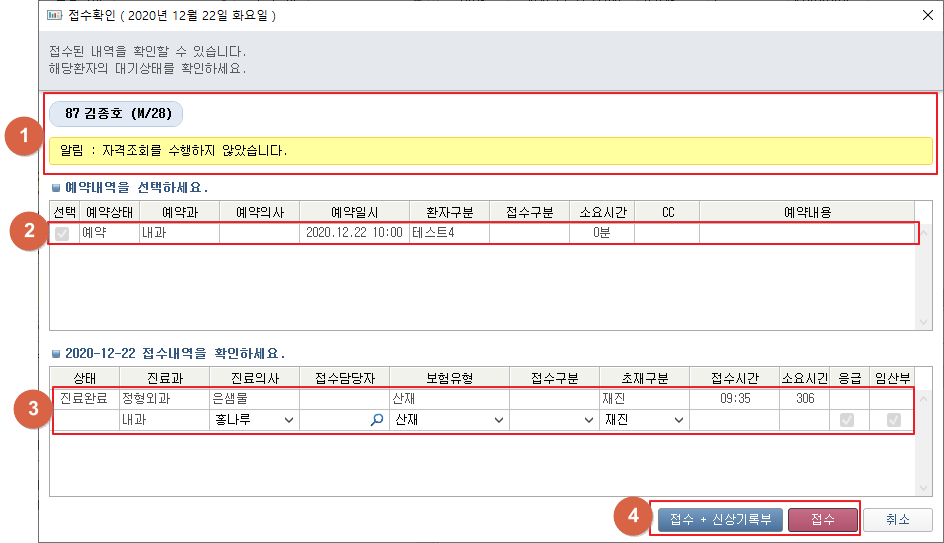 접수확인 ( 2020년 12월 22일 화요일 )
접수된 내역을 확인할 수 있습니다.
해당환자의 대기상태를 확인하세요.
1
87 김종호 (M/28)
알림 : 자격조회를 수행하지 않았습니다.
예약내역을 선택하세요.
선택 예약상태 예약과 예약의사 예약일시 환자구분 접수구분 소요시간 CC 예약내용
2
예약 내과 2020.12.22 10:00 테스트4 0분
2020-12-22 접수내역을 확인하세요.
상태 진료과 진료의사 접수담당자 보험유형 접수구분 초재구분 접수시간 소요시간 응급 임산부
3
진료완료 정형외과 은샘물 산재 재진 09:35 306
내과 홍나루 산재 재진
4
접수 + 신상기록부 접수 취소